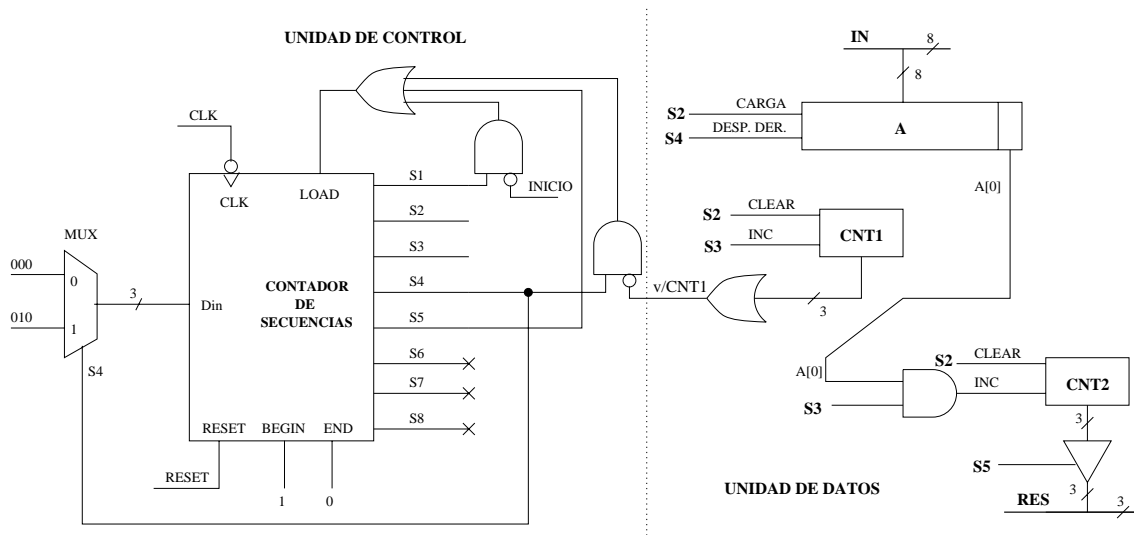 UNIDAD DE CONTROL
CLK
CLK
LOAD
S1
INICIO
S2
S3
MUX
000
0
3
Din
CONTADOR
DE
SECUENCIAS
S4
010
1
S5
S4
S6
S7
S8
RESET
BEGIN
END
RESET
1
0
IN
8
8
S2
CARGA
S4
DESP. DER.
A
A[0]
S2
CLEAR
S3
INC
CNT1
v/CNT1
3
A[0]
S2
CLEAR
INC
CNT2
S3
3
S5
UNIDAD DE DATOS
3
RES
3